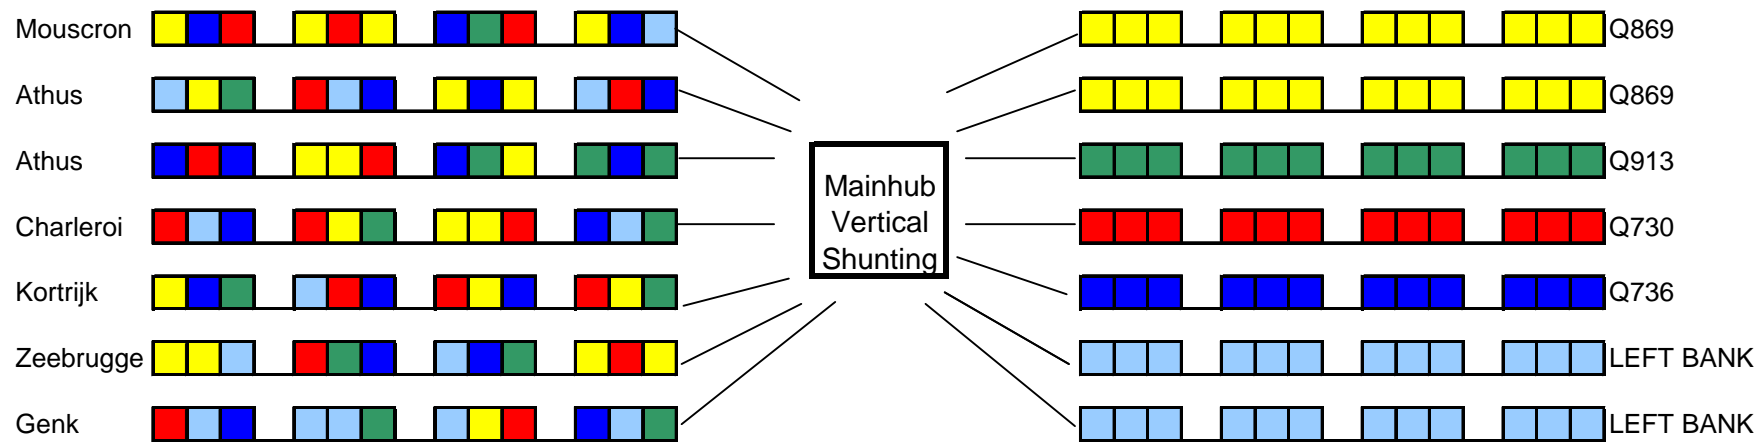 Mouscron
Q869
Athus
Q869
Athus
Q913
Mainhub
Vertical
Shunting
Charleroi
Q730
Kortrijk
Q736
Zeebrugge
LEFT BANK
Genk
LEFT BANK